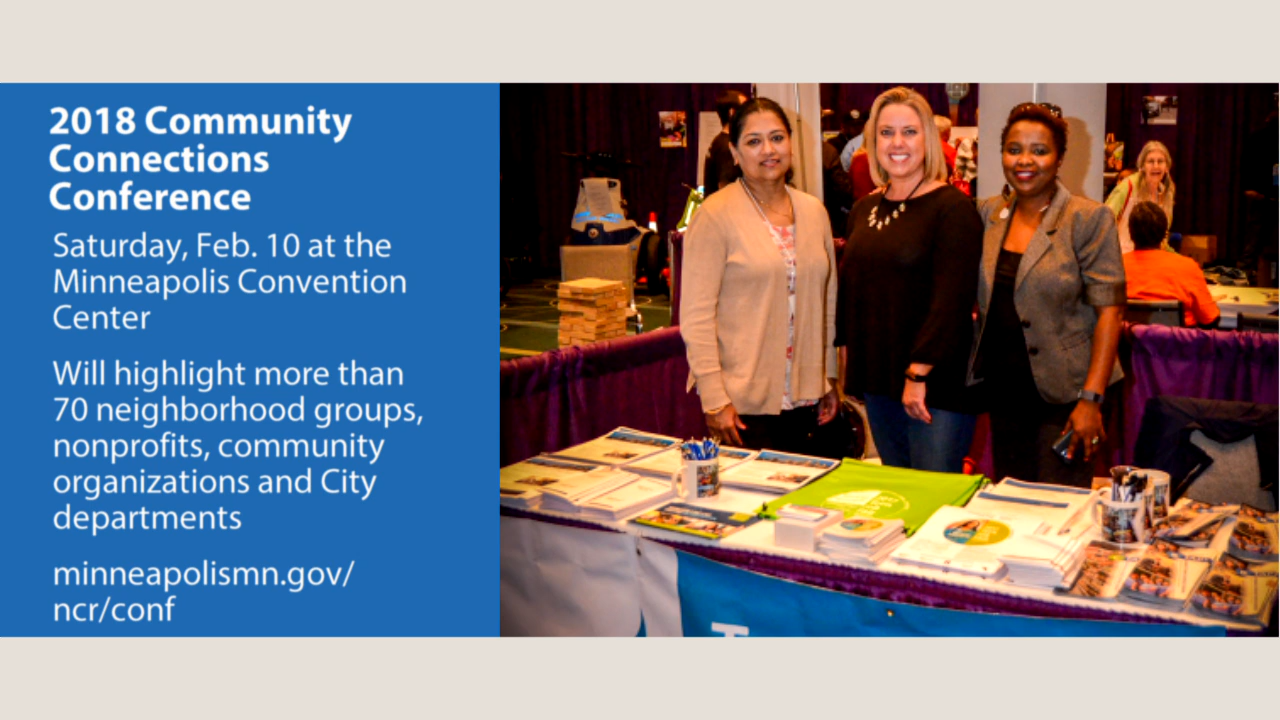 2018 Community
Connections
Conference
Saturday, Feb. 10 at the
Minneapolis Convention
Center
Will highlight more than
70 neighborhood groups,
nonprofits, community
organizations and City
departments
minneapolismn.gov/
ncr/conf